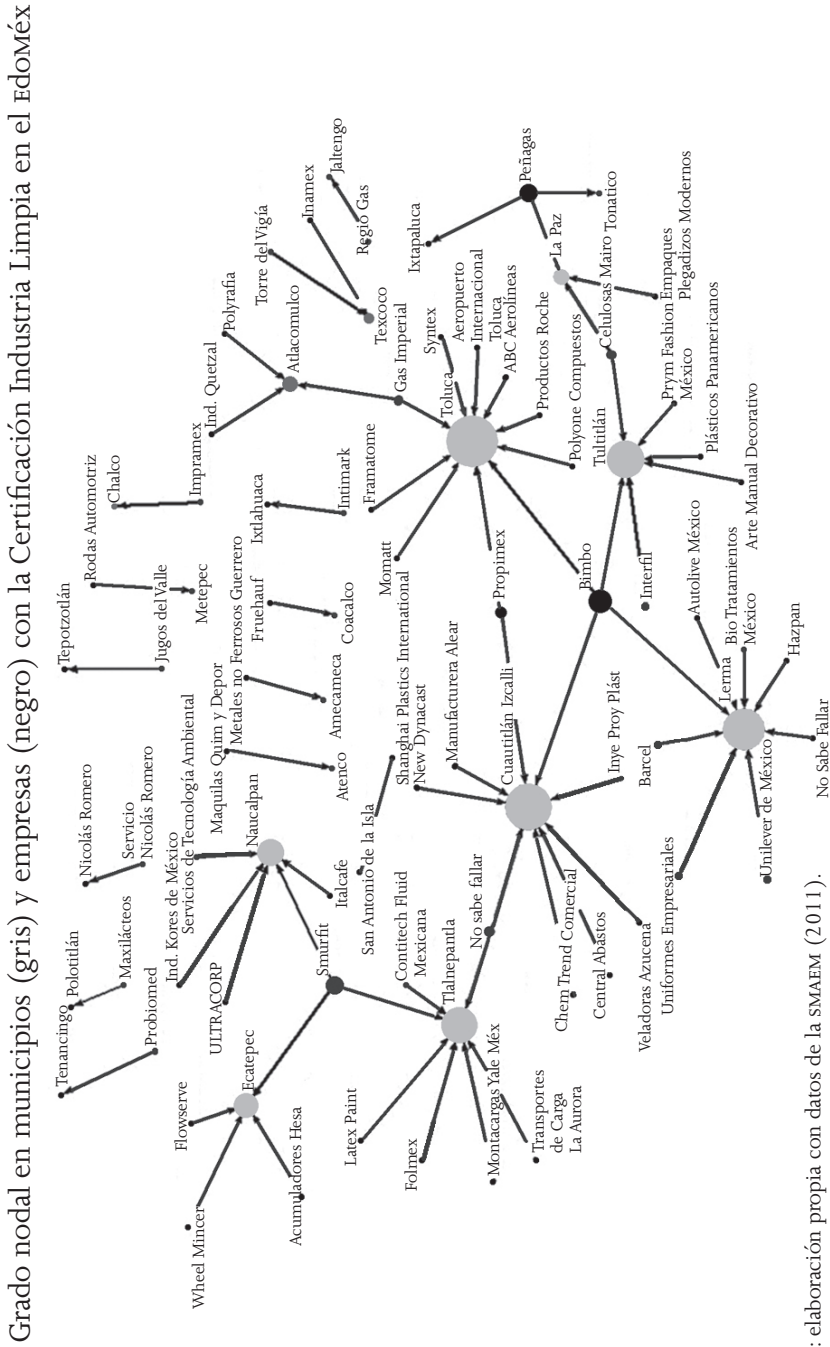 Grado nodal en municipios (gris) y empresas (negro) con la Certificación Industria Limpia en el EDOMéx
Tenancingo
Polotitlán
Maxilácteos
Probiomed
Nicolás Romero
Servicio
Nicolás Romero
Tepotzotlán
Jugos del Valle
Rodas Automotriz
Metepec
Chalco
Impramex
Ind. Quetzal
Polyrafia
Atlacomulco
Gas Imperial
Torre del Vigía
Inamex
Texcoco
Jaltengo
Regio Gas
Ind. Kores de México
Servicios de Tecnología Ambiental
Naucalpan
ULTRACORP
Smurfit
Italcafe
Maquilas Quim y Depor
Atenco
Metales no Ferrosos Guerrero
Amecameca
Fruehauf
Coacalco
Ixtlahuaca
Intimark
Flowserve
Ecatepec
Wheel Mincer
Acumuladores Hesa
San Antonio de la Isla
Shanghai Plastics International
New Dynacast
Manufacturera Alear
Cuautitlán Izcalli
Propimex
Momatt
Framatome
Toluca
Syntex
Aeropuerto
Internacional
Toluca
ABC Aerolíneas
Productos Roche
Polyone Compuestos
Ixtapaluca
Peñagas
Tonatico
La Paz
Celulosas Mairo
Empaques
Plegadizos Modernos
Tultitlán
Prym Fashion
México
Plásticos Panamericanos
Arte Manual Decorativo
Interfil
Bimbo
Contitech Fluid
Mexicana
Tlalnepantla
No sabe fallar
Latex Paint
Folmex
Montacargas Yale Méx
Transportes
de Carga
La Aurora
Chem Trend Comercial
Central Abastos
Veladoras Azucena
Inye Proy Plást
Uniformes Empresariales
Barcel
Lerma
Autolive México
Bio Tratamientos
México
Hazpan
No Sabe Fallar
Unilever de México
: elaboración propia con datos de la SMAEM (2011).